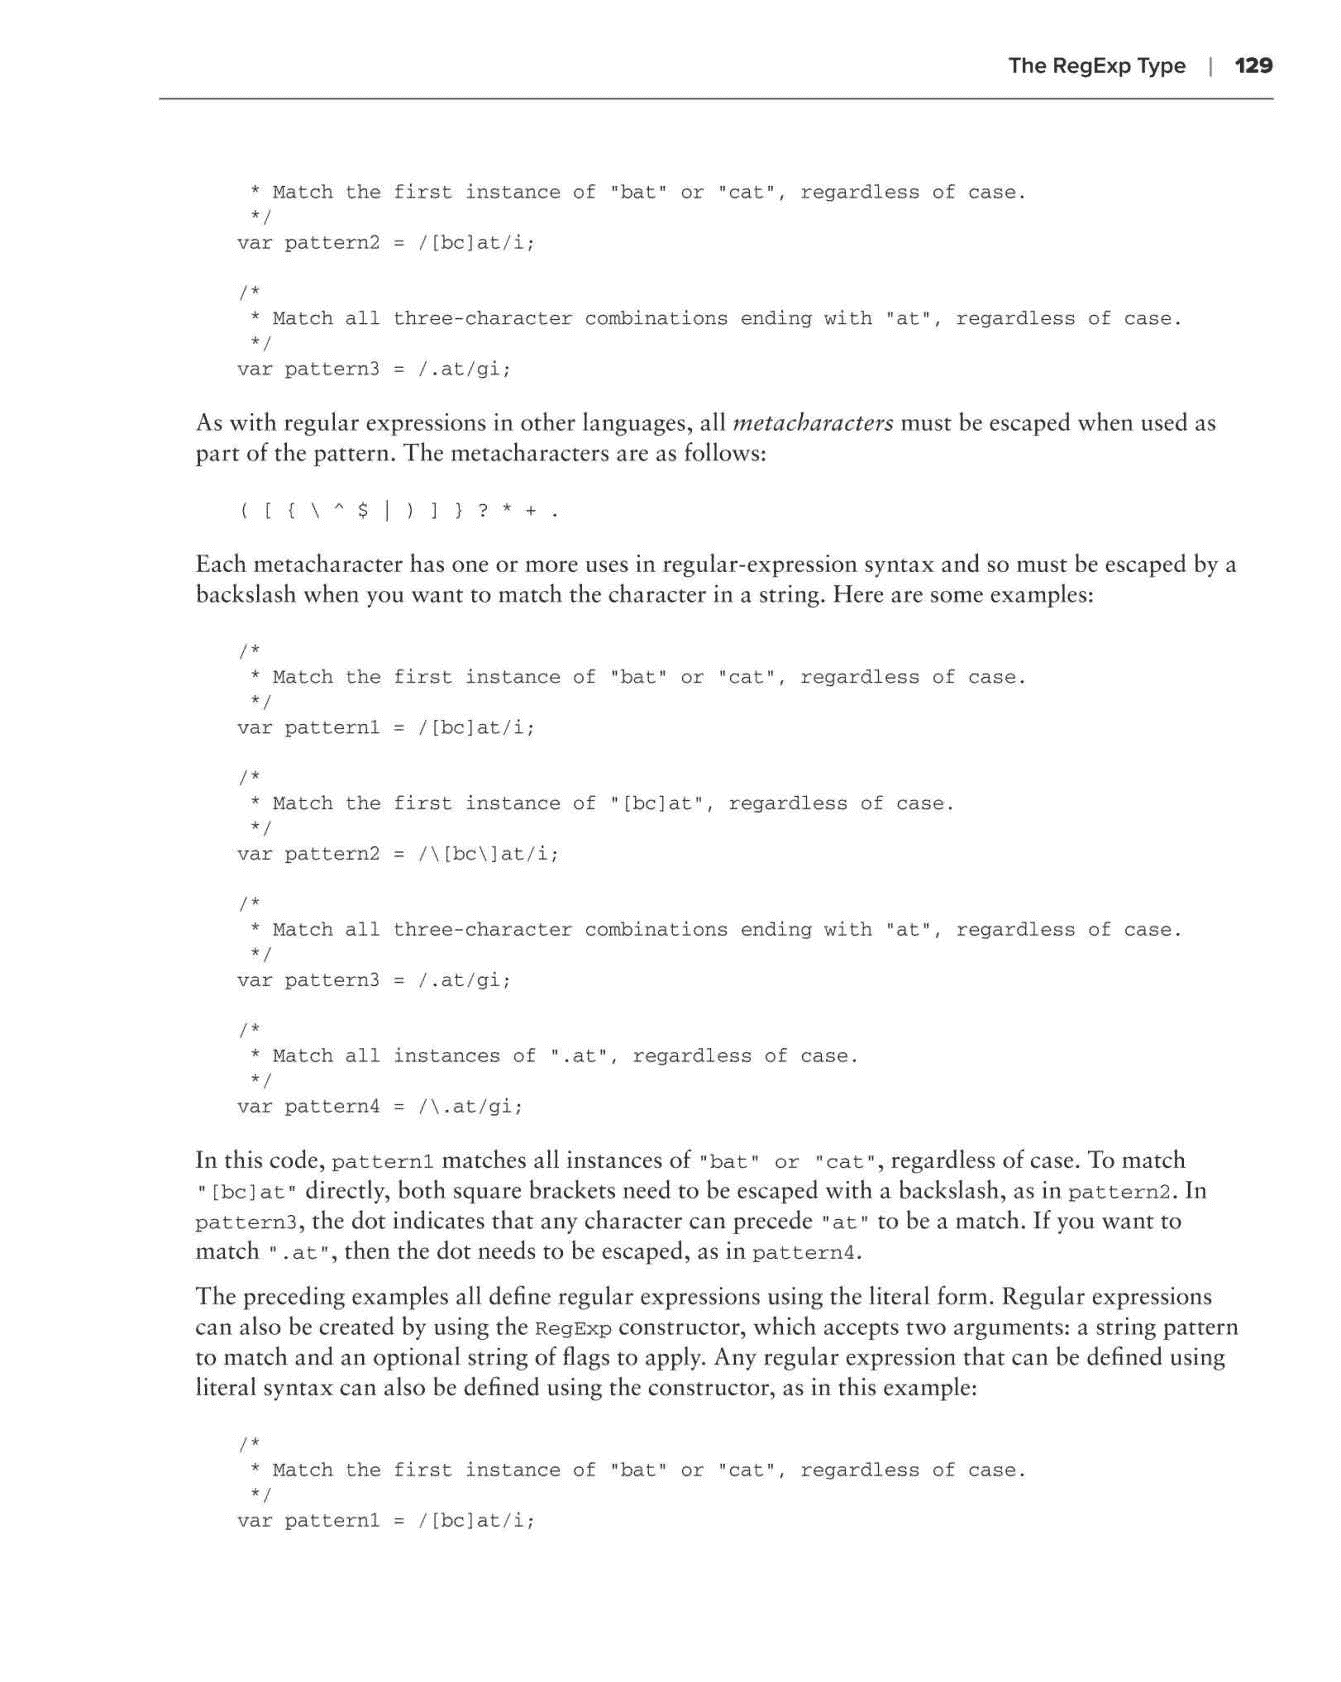 The RegExp Type | 129
* Match the first instance of "bat" or "cat", regardless of case.
*/
var pattern2 = /[bc]at/i;
/*
* Match all three-character combinations ending with "at", regardless of case.
*/
var pattern3 = /.at/gi;
As with regular expressions in other languages, all metacharacters must be escaped when used as
part of the pattern. The metacharacters are as follows:
( [ { \ ^ $ | ) ] } ? * + .
Each metacharacter has one or more uses in regular-expression syntax and so must be escaped by a
backslash when you want to match the character in a string. Here are some examples:
/*
* Match the first instance of "bat" or "cat", regardless of case.
*/
var pattern1 = /[bc]at/i;
/*
* Match the first instance of "[bc]at", regardless of case.
*/
var pattern2 = /\[bc\]at/i;
/*
* Match all three-character combinations ending with "at", regardless of case.
*/
var pattern3 = /.at/gi;
/*
* Match all instances of ".at", regardless of case.
*/
var pattern4 = /\.at/gi;
In this code, pattern1 matches all instances of "bat" or "cat", regardless of case. To match
"[bc]at" directly, both square brackets need to be escaped with a backslash, as in pattern2. In
pattern3, the dot indicates that any character can precede "at" to be a match. If you want to
match ".at", then the dot needs to be escaped, as in pattern4.
The preceding examples all define regular expressions using the literal form. Regular expressions
can also be created by using the RegExp constructor, which accepts two arguments: a string pattern
to match and an optional string of flags to apply. Any regular expression that can be defined using
literal syntax can also be defined using the constructor, as in this example:
/*
* Match the first instance of "bat" or "cat", regardless of case.
*/
var pattern1 = /[bc]at/i;